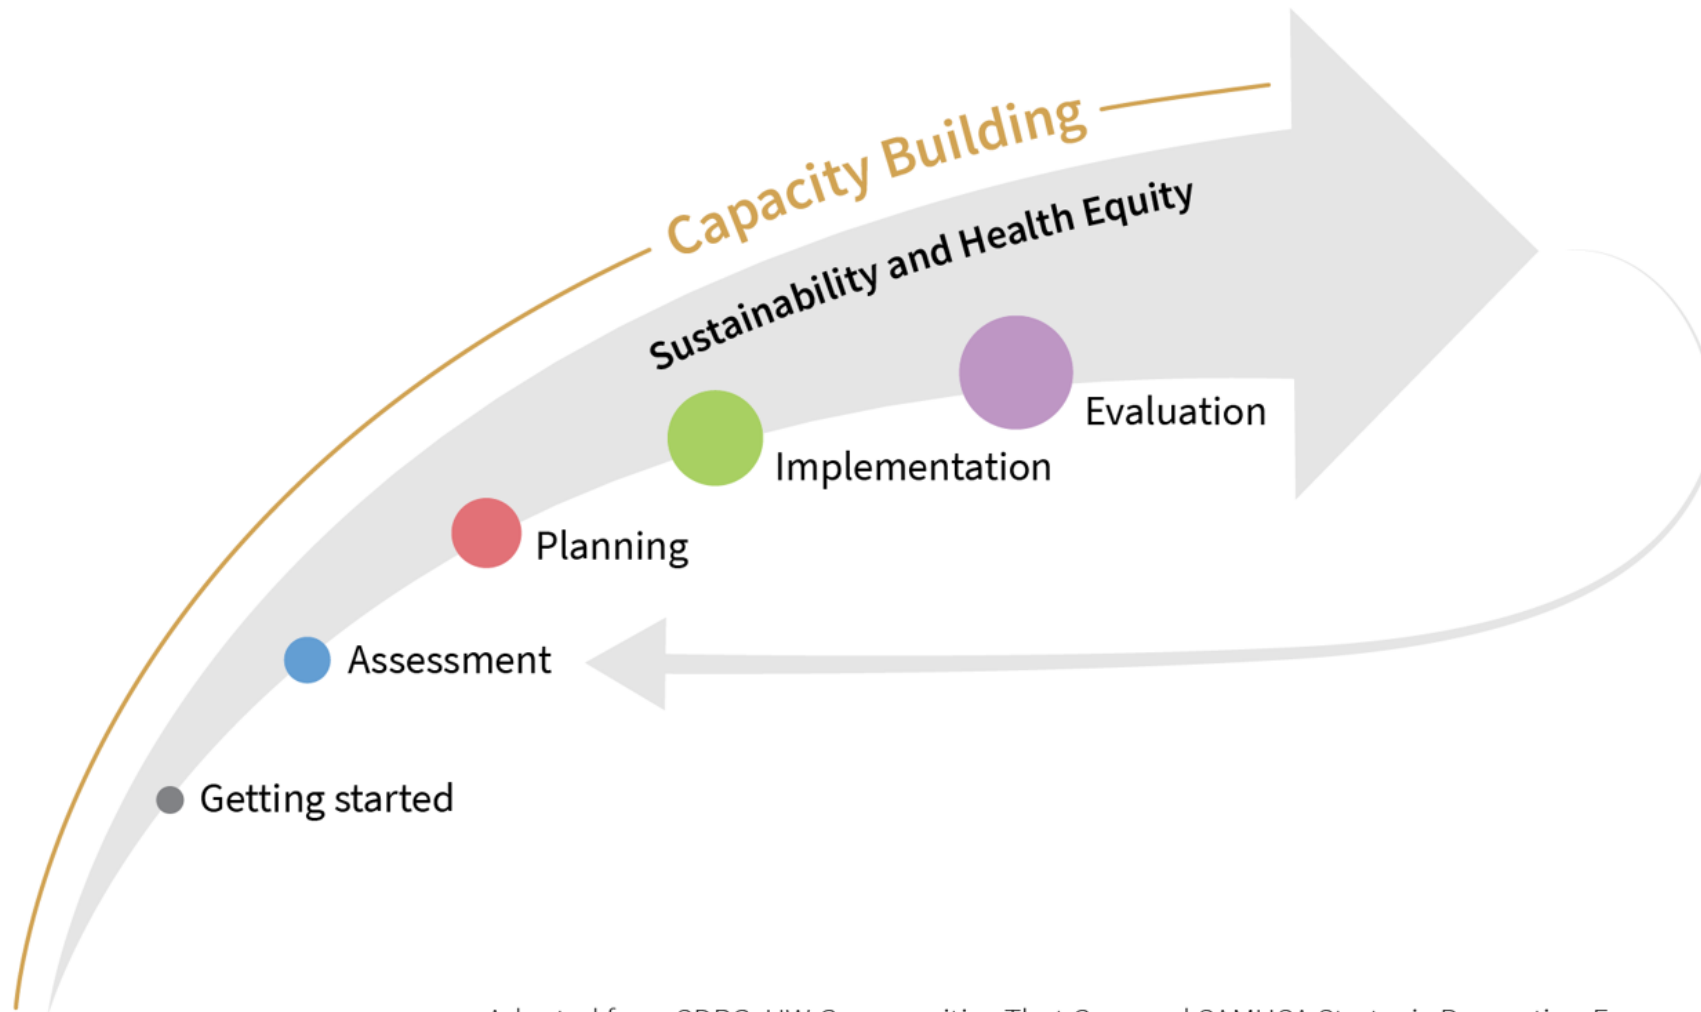 Capacity Building
Sustainability and Health Equity
Evaluation
Implementation
Planning
Assessment
Getting started